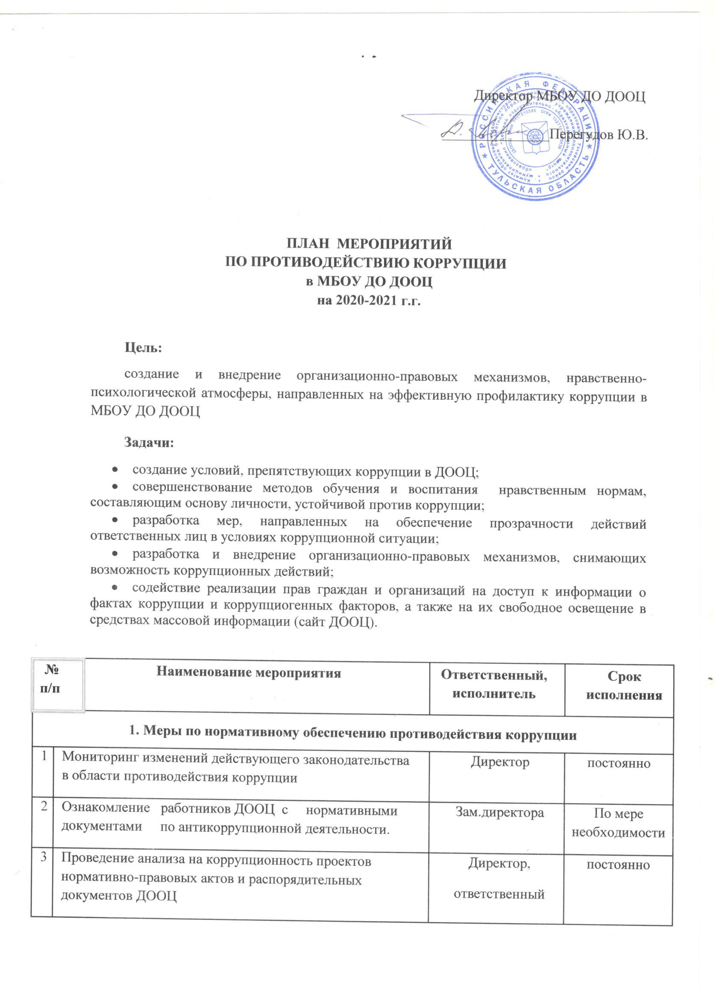 Директор МБОУ ДО ДООЦ
Перегудов Ю.В.
РОССИЙСКАЯ ФЕДЕРАЦИЯ
ТУЛЬСКАЯ ОБЛАСТЬ
ПЛАН МЕРОПРИЯТИЙ
ПО ПРОТИВОДЕЙСТВИЮ КОРРУПЦИИ
в МБОУ ДО ДООЦ
на 2020-2021 г.г.
Цель:
создание и внедрение организационно-правовых механизмов, нравственно-
психологической атмосферы, направленных на эффективную профилактику коррупции в
МБОУ ДО ДООЦ
Задачи:
• создание условий, препятствующих коррупции в ДООЦ;
• совершенствование методов обучения и воспитания нравственным нормам,
составляющим основу личности, устойчивой против коррупции;
• разработка мер, направленных на обеспечение прозрачности действий
ответственных лиц в условиях коррупционной ситуации;
• разработка и внедрение организационно-правовых механизмов, снимающих
возможность коррупционных действий;
• содействие реализации прав граждан и организаций на доступ к информации о
фактах коррупции и коррупциогенных факторов, а также на их свободное освещение в
средствах массовой информации (сайт ДООЦ).
№
п/п
Наименование мероприятия
Ответственный,
исполнитель
Срок
исполнения
1. Меры по нормативному обеспечению противодействия коррупции
1
Мониторинг изменений действующего законодательства
в области противодействия коррупции
Директор
постоянно
2
Ознакомление работников ДООЦ с нормативными
документами по антикоррупционной деятельности.
Зам.директора
По мере
необходимости
3
Проведение анализа на коррупционность проектов
нормативно-правовых актов и распорядительных
документов ДООЦ
Директор,
ответственный
постоянно